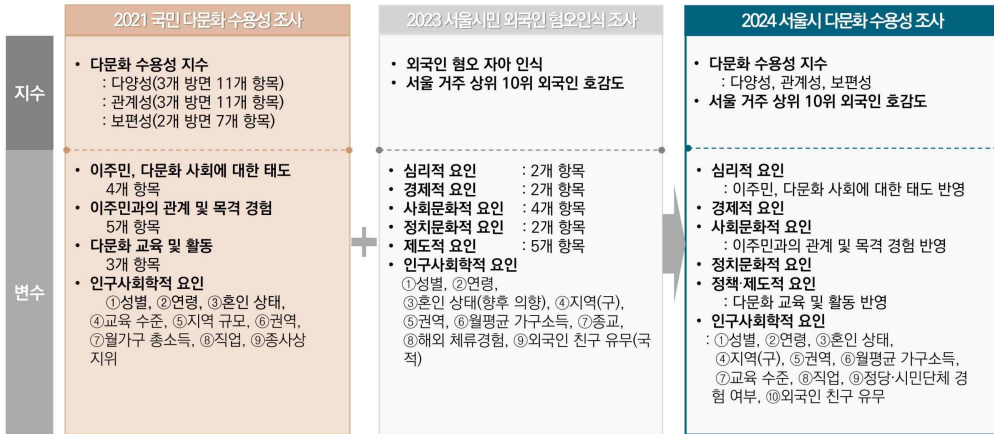 2021 국민 다문화 수용성 조사
2023 서울시민 외국인 혐오인식 조사
2024 서울시 다문화 수용성 조사
지수
• 다문화 수용성 지수
: 다양성(3개 방면 11개 항목)
: 관계성(3개 방면 11개 항목)
: 보편성(2개 방면 7개 항목)
• 외국인 혐오 자아 인식
• 서울 거주 상위 10위 외국인 호감도
• 다문화 수용성 지수
: 다양성, 관계성, 보편성
• 서울 거주 상위 10위 외국인 호감도
변수
• 이주민, 다문화 사회에 대한 태도
4개 항목
• 이주민과의 관계 및 목격 경험
5개 항목
• 다문화 교육 및 활동
3개 항목
• 인구사회학적 요인
①성별, ②연령, ③혼인 상태,
④교육 수준, ⑤지역 규모, ⑥권역,
⑦월가구 총소득, ⑧직업, ⑨종사상
지위
+
• 심리적 요인 : 2개 항목
• 경제적 요인 : 2개 항목
• 사회문화적 요인 : 4개 항목
• 정치문화적 요인 : 2개 항목
• 제도적 요인 : 5개 항목
• 인구사회학적 요인
①성별, ②연령,
③혼인 상태(향후 의향), ④지역(구),
⑤권역, ⑥월평균 가구소득, ⑦종교,
⑧해외 체류경험, ⑨외국인 친구 유무(국
적)
• 심리적 요인
: 이주민, 다문화 사회에 대한 태도 반영
• 경제적 요인
• 사회문화적 요인
: 이주민과의 관계 및 목격 경험 반영
• 정치문화적 요인
• 정책·제도적 요인
: 다문화 교육 및 활동 반영
• 인구사회학적 요인
: ①성별, ②연령, ③혼인 상태,
④지역(구), ⑤권역, ⑥월평균 가구소득,
⑦교육 수준, ⑧직업, ⑨정당·시민단체 경
험 여부, ⑩외국인 친구 유무